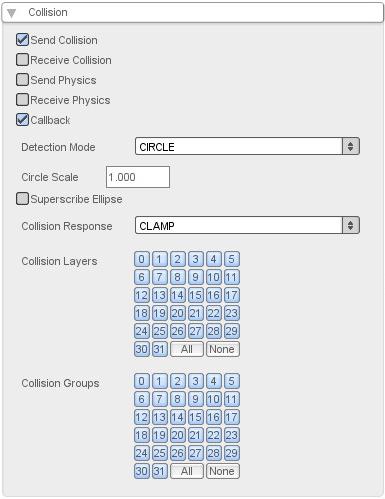 Collision
Send Collision
Receive Collision
Send Physics
Receive Physics
Callback
Detection Mode CIRCLE
Circle Scale 1.000
Superscribe Ellipse
Collision Response CLAMP
Collision Layers 0 1 2 3 4 5
6 7 8 9 10 11
12 13 14 15 16 17
18 19 20 21 22 23
24 25 26 27 28 29
30 31 All None
Collision Groups 0 1 2 3 4 5
6 7 8 9 10 11
12 13 14 15 16 17
18 19 20 21 22 23
24 25 26 27 28 29
30 31 All None